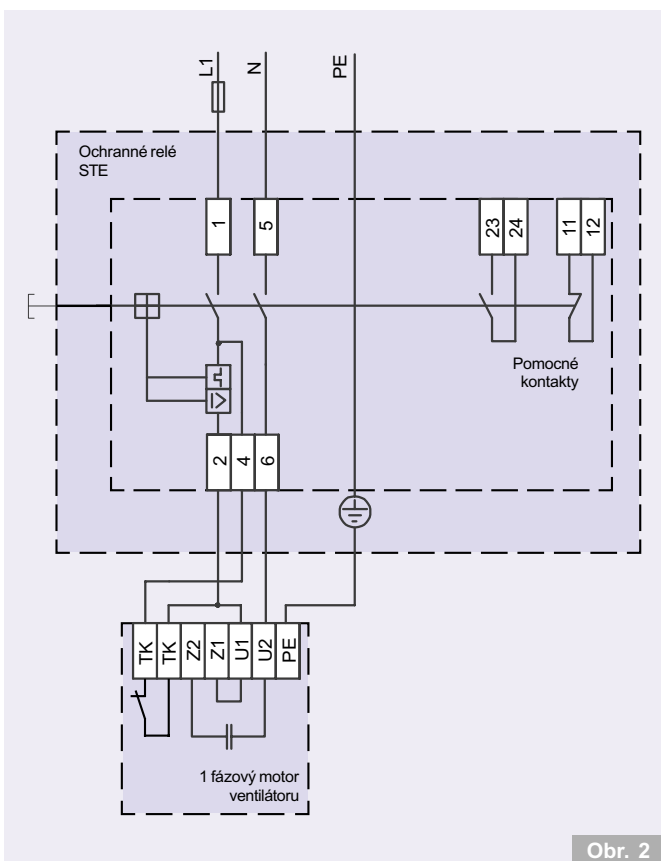 L1
N
PE
Ochranné relé
STE
1
5
23
24
11
12
Pomocné
kontakty
2
4
6
TK
TK
Z2
Z1
U1
U2
PE
1 fázový motor
ventilátoru
Obr. 2